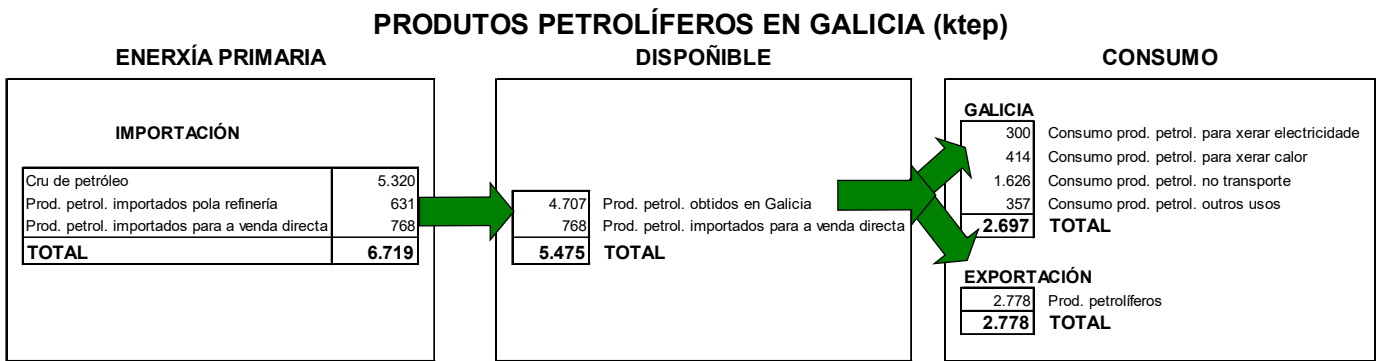 PRODUTOS PETROLÍFEROS EN GALICIA (ktep)
ENERXÍA PRIMARIA
IMPORTACIÓN
Cru de petróleo 5.320
Prod. petrol. importados pola refinería 631
Prod. petrol. importados para a venda directa 768
TOTAL 6.719
DISPOÑIBLE
4.707 Prod. petrol. obtidos en Galicia
768 Prod. petrol. importados para a venda directa
5.475 TOTAL
CONSUMO
GALICIA
300 Consumo prod. petrol. para xerar electricidade
414 Consumo prod. petrol. para xerar calor
1.626 Consumo prod. petrol. no transporte
357 Consumo prod. petrol. outros usos
2.697 TOTAL
EXPORTACIÓN
2.778 Prod. petrolíferos
2.778 TOTAL